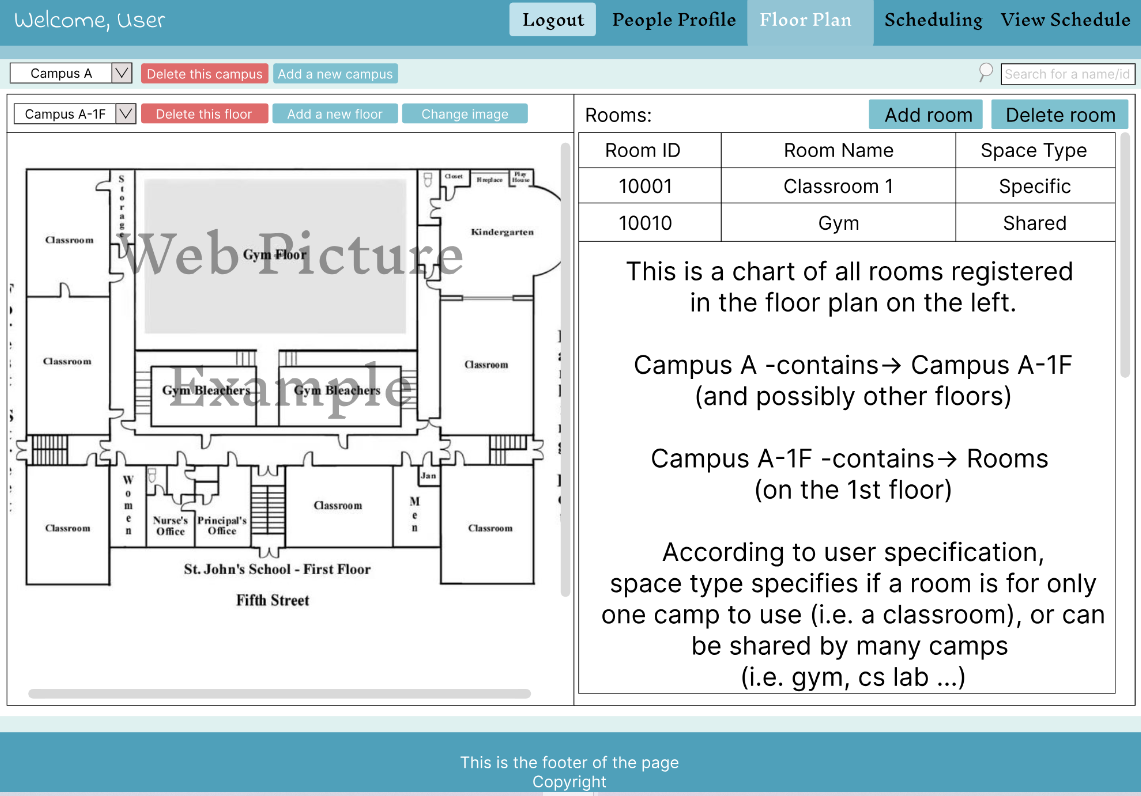 Welcome, User
Logout
People Profile
Floor Plan
Scheduling
View Schedule
Campus A
Delete this campus
Add a new campus
Search for a name/id
Campus A-1F
Delete this floor
Add a new floor
Change image
Rooms:
Add room
Delete room
Room ID Room Name Space Type
10001 Classroom 1 Specific
10010 Gym Shared
This is a chart of all rooms registered
in the floor plan on the left.
Campus A -contains→ Campus A-1F
(and possibly other floors)
Campus A-1F -contains→ Rooms
(on the 1st floor)
According to user specification,
space type specifies if a room is for only
one camp to use (i.e. a classroom), or can
be shared by many camps
(i.e. gym, cs lab ...)
Storage
Closet
Fireplace
Play
House
Classroom
Kindergarten
Web Picture
Gym Floor
Classroom
Classroom
Example
Gym Bleachers
Gym Bleachers
Jan
Women
Men
Classroom
Nurse's
Office
Principal's
Office
Classroom
Classroom
St. John's School - First Floor
Fifth Street
This is the footer of the page
Copyright